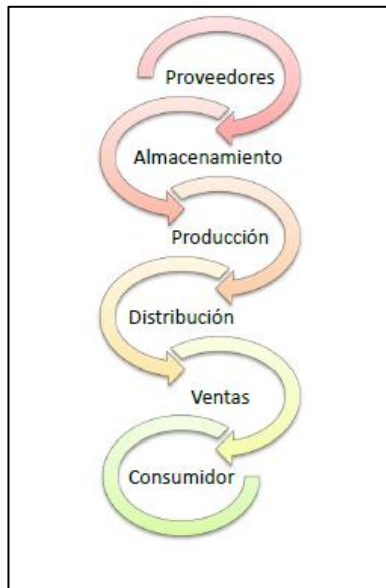 Proveedores
Almacenamiento
Producción
Distribución
Ventas
Consumidor